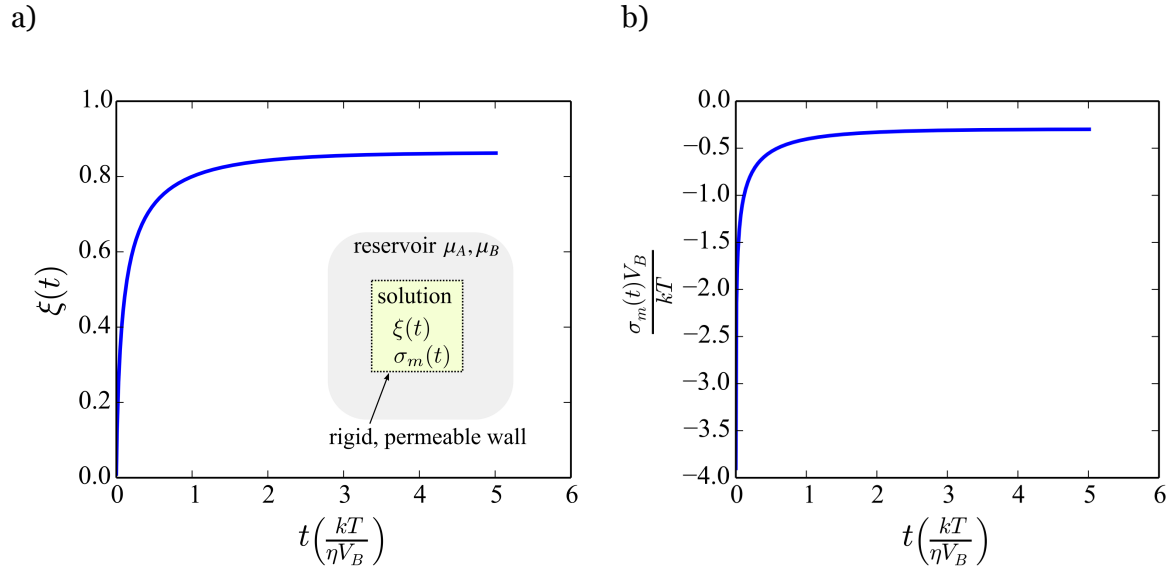 a)
1.0
0.8
0.6
0.4
0.2
0.0
ξ(t)
reservoir μ_A, μ_B
solution
ξ(t)
σ_m(t)
rigid, permeable wall
0 1 2 3 4 5 6
t(kT/ηV_B)
b)
0.0
−0.5
−1.0
−1.5
−2.0
−2.5
−3.0
−3.5
−4.0
σ_m(t)V_B/kT
0 1 2 3 4 5 6
t(kT/ηV_B)